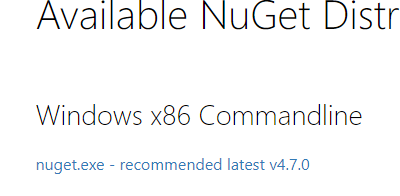 Available NuGet Distr
Windows x86 Commandline
nuget.exe - recommended latest v4.7.0